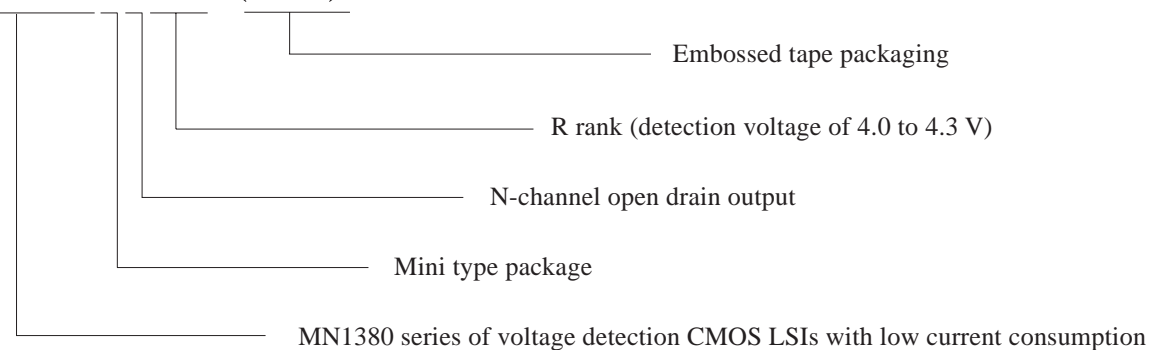 Embossed tape packaging
R rank (detection voltage of 4.0 to 4.3 V)
N-channel open drain output
Mini type package
MN1380 series of voltage detection CMOS LSIs with low current consumption